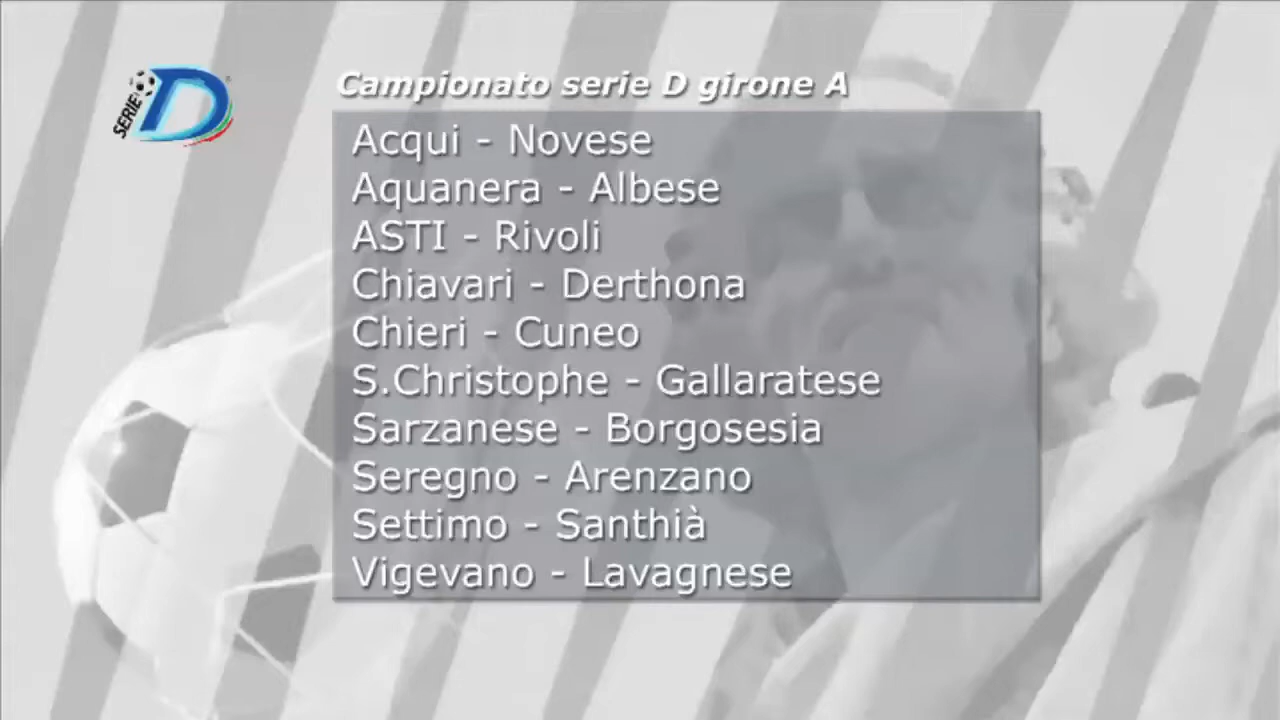 SERIE D
Campionato serie D girone A
Acqui - Novese
Aquanera - Albese
ASTI - Rivoli
Chiavari - Derthona
Chieri - Cuneo
S.Christophe - Gallaratese
Sarzanese - Borgosesia
Seregno - Arenzano
Settimo - Santhià
Vigevano - Lavagnese